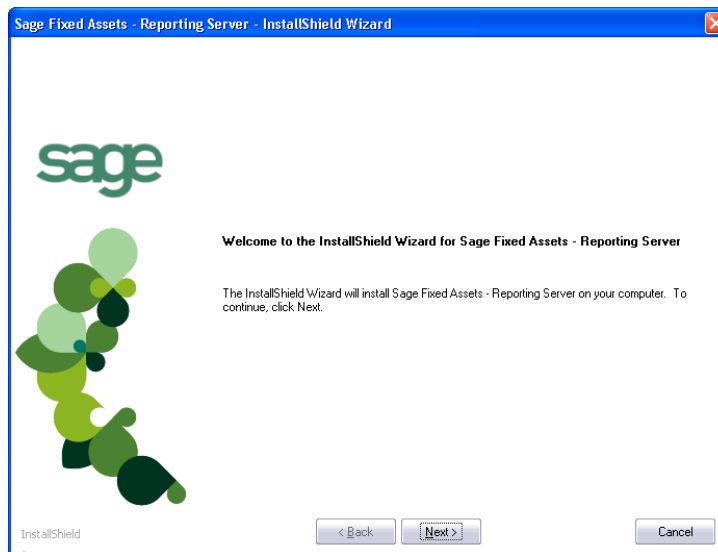 Sage Fixed Assets - Reporting Server - InstallShield Wizard
sage
Welcome to the InstallShield Wizard for Sage Fixed Assets - Reporting Server
The InstallShield Wizard will install Sage Fixed Assets - Reporting Server on your computer. To
continue, click Next.
InstallShield
< Back
Next >
Cancel